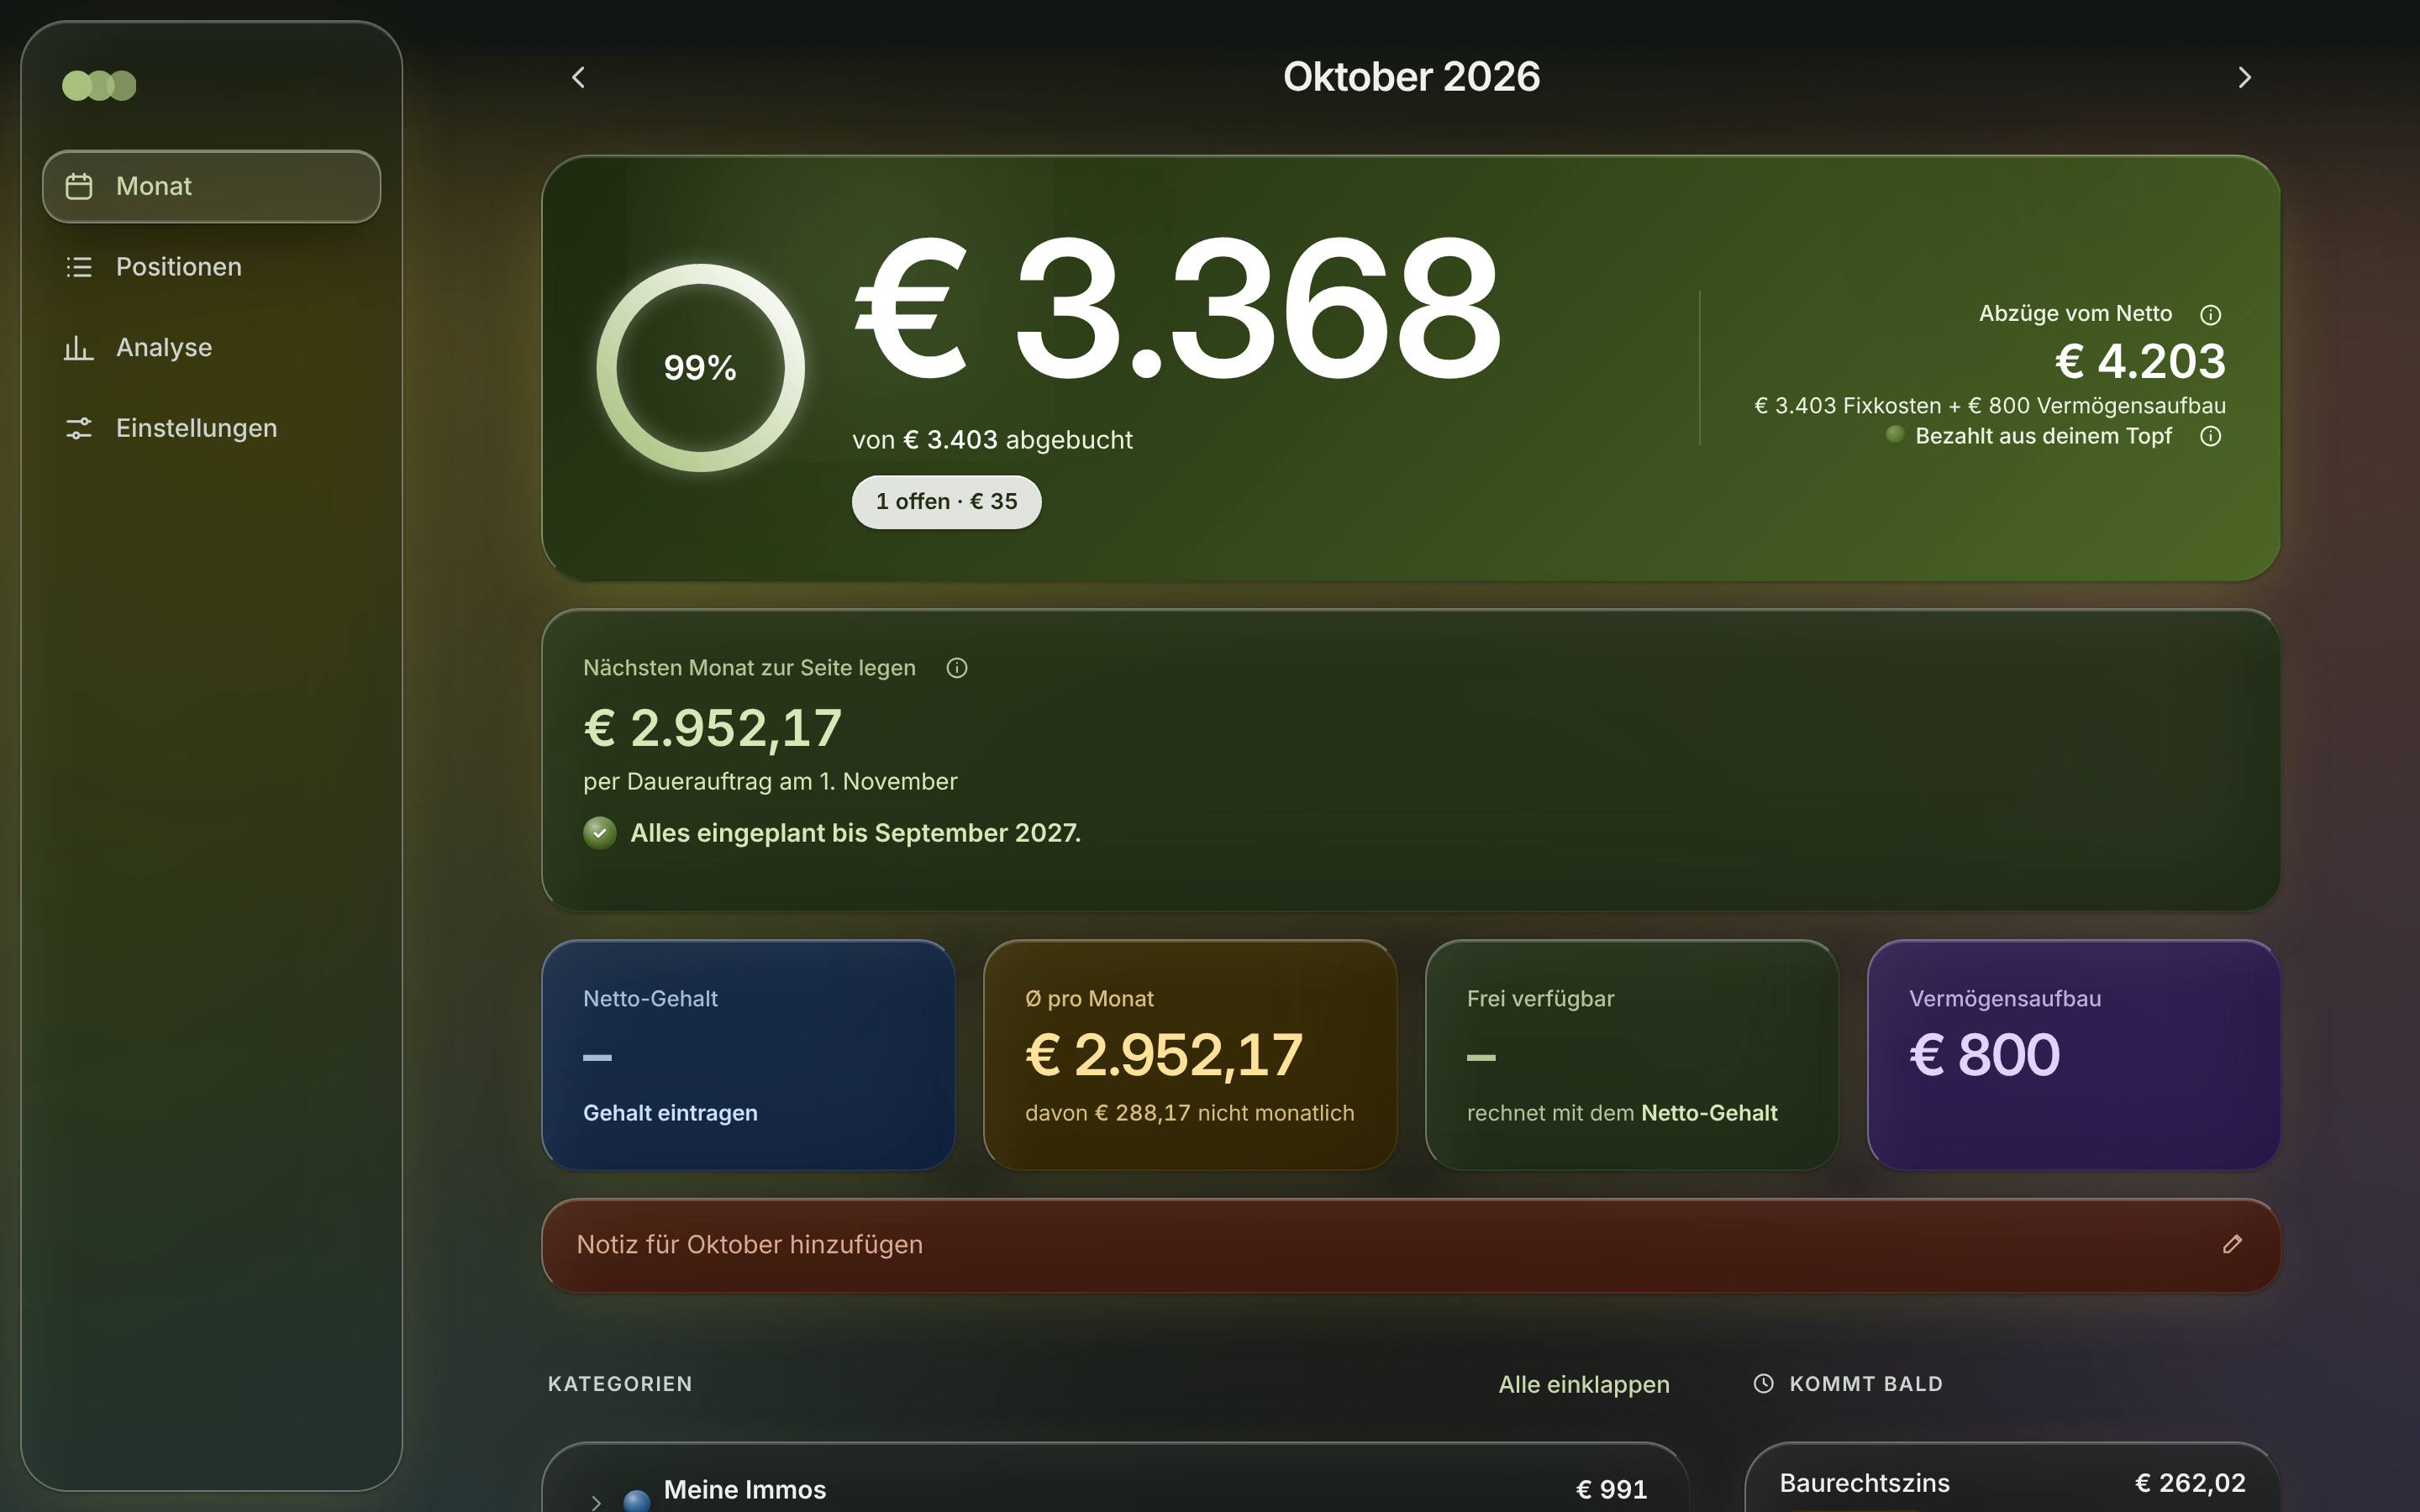 Oktober 2026
Monat
Positionen
Analyse
Einstellungen
99%
€ 3.368
von € 3.403 abgebucht
1 offen · € 35
Abzüge vom Netto
€ 4.203
€ 3.403 Fixkosten + € 800 Vermögensaufbau
Bezahlt aus deinem Topf
Nächsten Monat zur Seite legen
€ 2.952,17
per Dauerauftrag am 1. November
Alles eingeplant bis September 2027.
Netto-Gehalt
–
Gehalt eintragen
Ø pro Monat
€ 2.952,17
davon € 288,17 nicht monatlich
Frei verfügbar
–
rechnet mit dem Netto-Gehalt
Vermögensaufbau
€ 800
Notiz für Oktober hinzufügen
KATEGORIEN
Alle einklappen
KOMMT BALD
Meine Immos
€ 991
Baurechtszins
€ 262,02